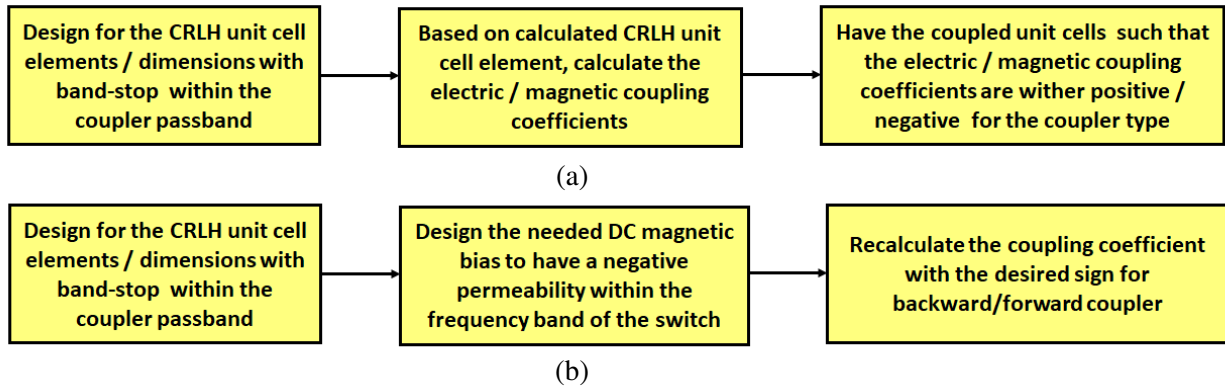 Design for the CRLH unit cell
elements / dimensions with
band-stop within the
coupler passband
Based on calculated CRLH unit
cell element, calculate the
electric / magnetic coupling
coefficients
Have the coupled unit cells such that
the electric / magnetic coupling
coefficients are wither positive /
negative for the coupler type
(a)
Design for the CRLH unit cell
elements / dimensions with
band-stop within the
coupler passband
Design the needed DC magnetic
bias to have a negative
permeability within the
frequency band of the switch
Recalculate the coupling coefficient
with the desired sign for
backward/forward coupler
(b)